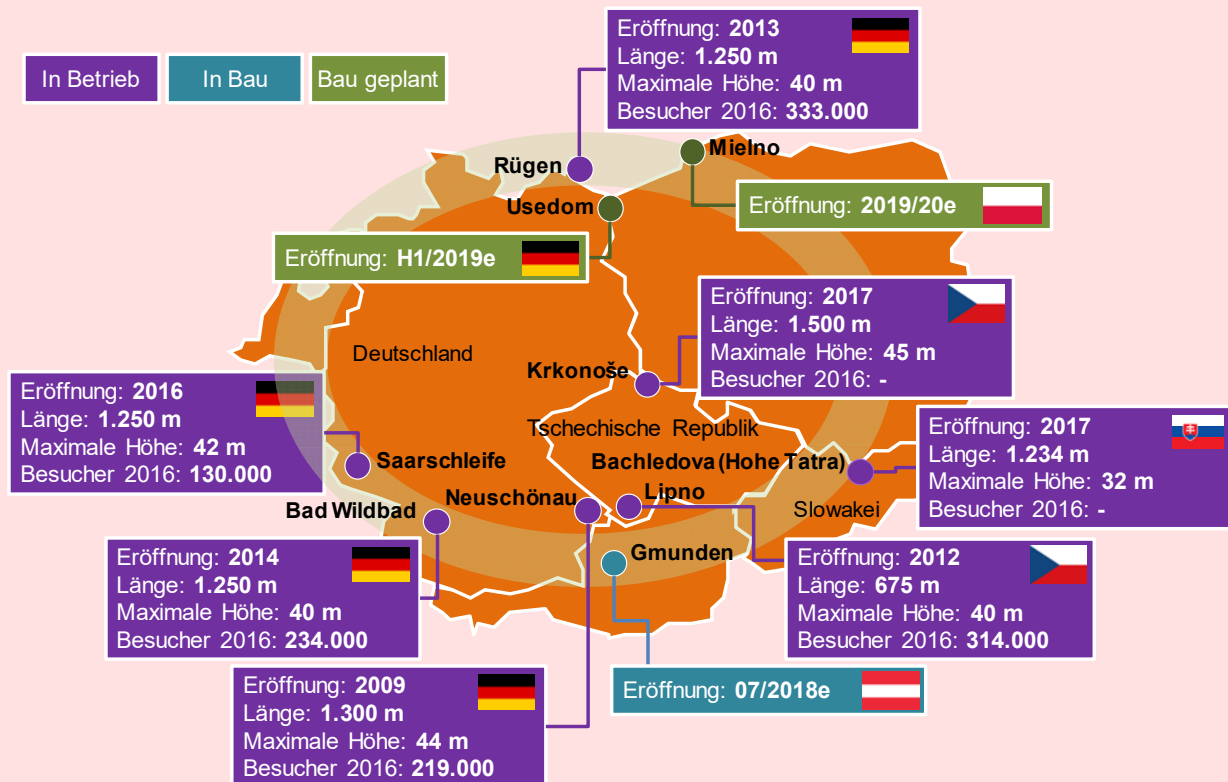 In Betrieb
In Bau
Bau geplant
Eröffnung: 2013
Länge: 1.250 m
Maximale Höhe: 40 m
Besucher 2016: 333.000
Rügen
Mielno
Usedom
Eröffnung: 2019/20e
Eröffnung: H1/2019e
Eröffnung: 2017
Länge: 1.500 m
Maximale Höhe: 45 m
Besucher 2016: -
Deutschland
Krkonoše
Eröffnung: 2016
Länge: 1.250 m
Maximale Höhe: 42 m
Besucher 2016: 130.000
Tschechische Republik
Eröffnung: 2017
Länge: 1.234 m
Maximale Höhe: 32 m
Besucher 2016: -
Saarschleife
Bachledova (Hohe Tatra)
Neuschönau
Lipno
Bad Wildbad
Slowakei
Gmunden
Eröffnung: 2014
Länge: 1.250 m
Maximale Höhe: 40 m
Besucher 2016: 234.000
Eröffnung: 2012
Länge: 675 m
Maximale Höhe: 40 m
Besucher 2016: 314.000
Eröffnung: 2009
Länge: 1.300 m
Maximale Höhe: 44 m
Besucher 2016: 219.000
Eröffnung: 07/2018e